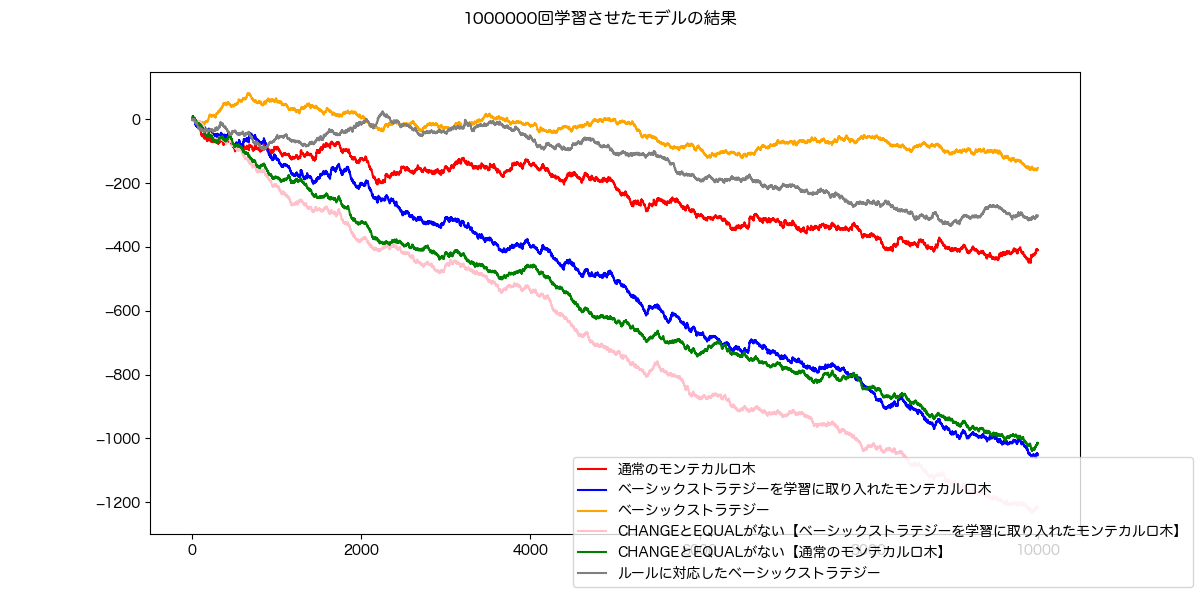 1000000回学習させたモデルの結果
0
−200
−400
−600
−800
−1000
−1200
0
2000
4000
6000
8000
10000
通常のモンテカルロ木
ベーシックストラテジーを学習に取り入れたモンテカルロ木
ベーシックストラテジー
CHANGEとEQUALがない【ベーシックストラテジーを学習に取り入れたモンテカルロ木】
CHANGEとEQUALがない【通常のモンテカルロ木】
ルールに対応したベーシックストラテジー